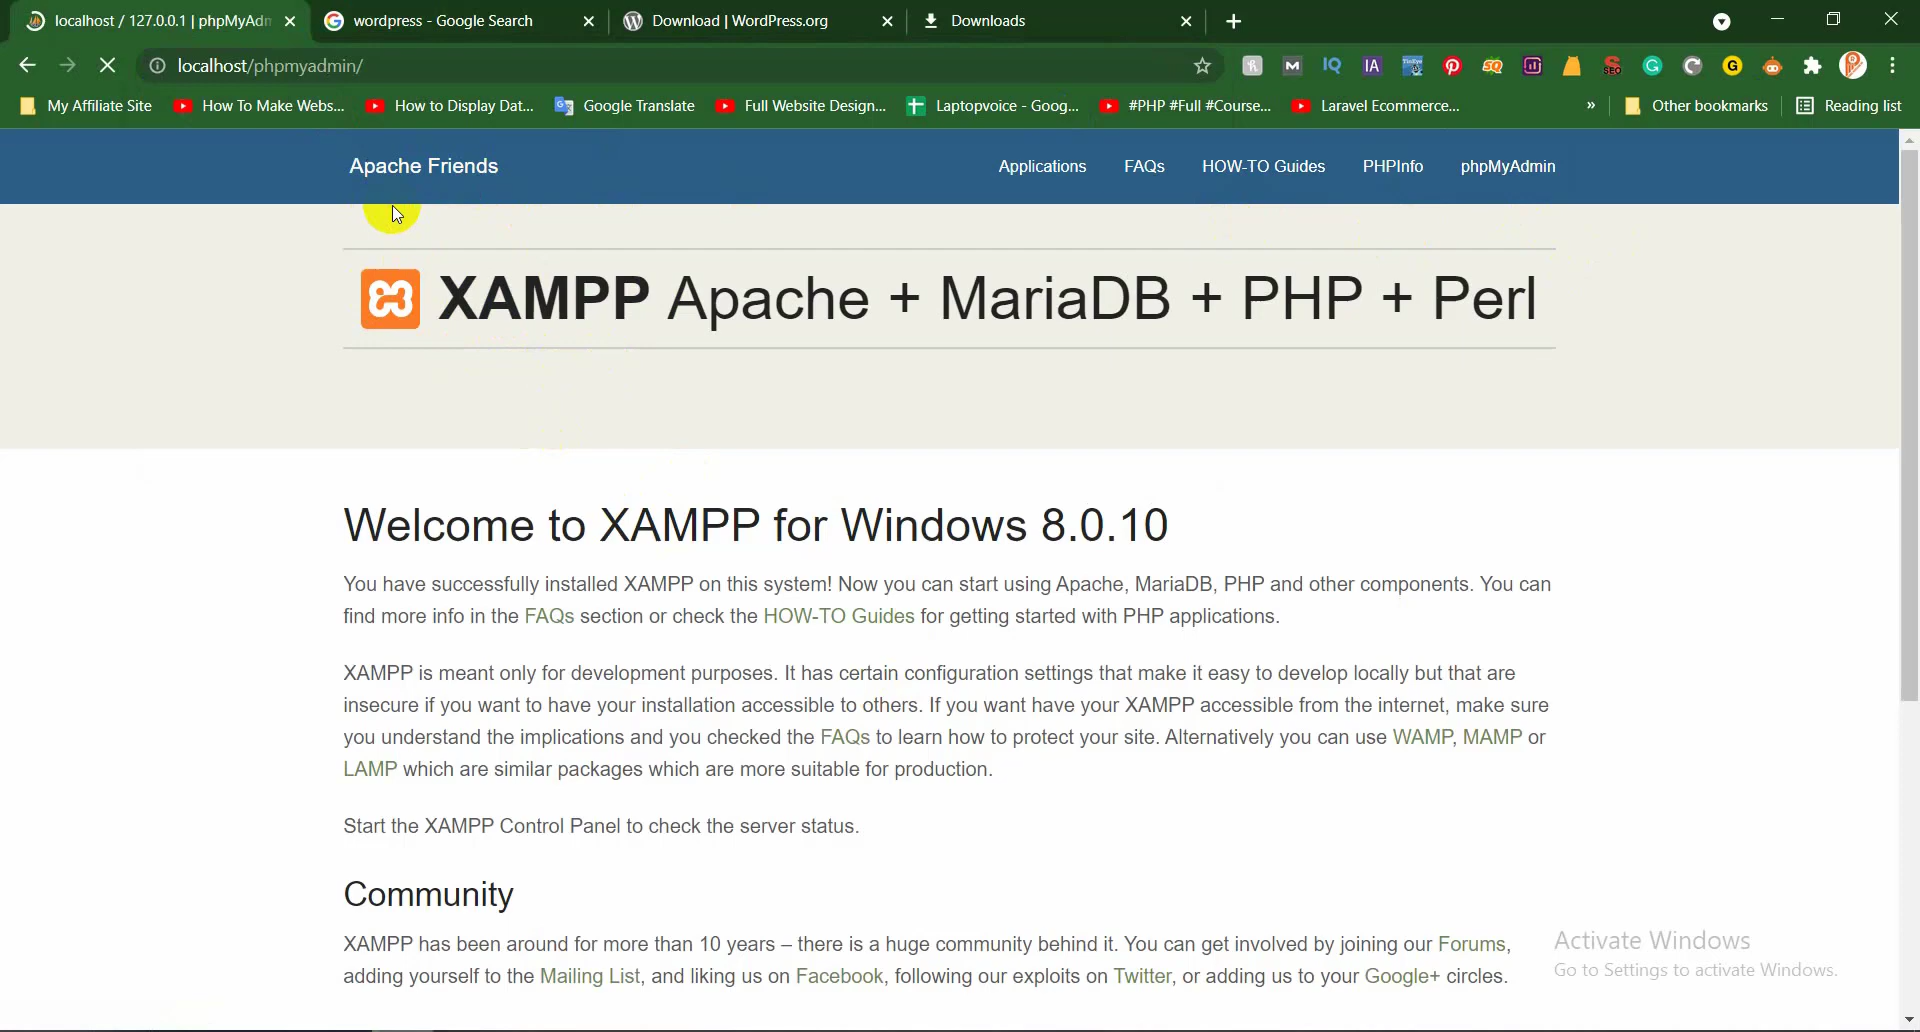 localhost / 127.0.0.1 | phpMyAdm
wordpress - Google Search
Download | WordPress.org
Downloads
localhost/phpmyadmin/
My Affiliate Site
How To Make Webs...
How to Display Dat...
Google Translate
Full Website Design...
Laptopvoice - Goog...
#PHP #Full #Course...
Laravel Ecommerce...
»
Other bookmarks
Reading list
Apache Friends
Applications
FAQs
HOW-TO Guides
PHPInfo
phpMyAdmin
XAMPP Apache + MariaDB + PHP + Perl
Welcome to XAMPP for Windows 8.0.10
You have successfully installed XAMPP on this system! Now you can start using Apache, MariaDB, PHP and other components. You can
find more info in the FAQs section or check the HOW-TO Guides for getting started with PHP applications.
XAMPP is meant only for development purposes. It has certain configuration settings that make it easy to develop locally but that are
insecure if you want to have your installation accessible to others. If you want have your XAMPP accessible from the internet, make sure
you understand the implications and you checked the FAQs to learn how to protect your site. Alternatively you can use WAMP, MAMP or
LAMP which are similar packages which are more suitable for production.
Start the XAMPP Control Panel to check the server status.
Community
XAMPP has been around for more than 10 years – there is a huge community behind it. You can get involved by joining our Forums,
adding yourself to the Mailing List, and liking us on Facebook, following our exploits on Twitter, or adding us to your Google+ circles.
Activate Windows
Go to Settings to activate Windows.